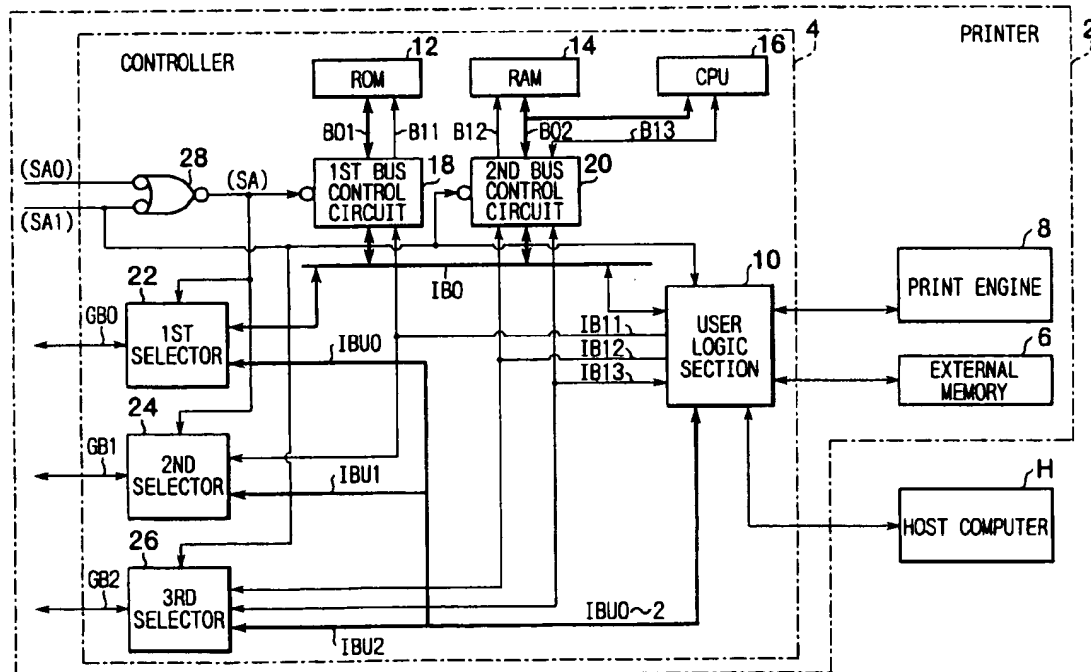 PRINTER
2
CONTROLLER
4
12
ROM
14
RAM
16
CPU
B01
B11
B12
B02
B13
(SA0)
28
(SA)
1ST BUS
CONTROL
CIRCUIT
18
2ND BUS
CONTROL
CIRCUIT
20
(SA1)
8
PRINT ENGINE
22
IB0
10
GB0
1ST
SELECTOR
IBU0
IB11
IB12
IB13
USER
LOGIC
SECTION
6
EXTERNAL
MEMORY
24
GB1
2ND
SELECTOR
IBU1
H
HOST COMPUTER
26
GB2
3RD
SELECTOR
IBU2
IBU0~2